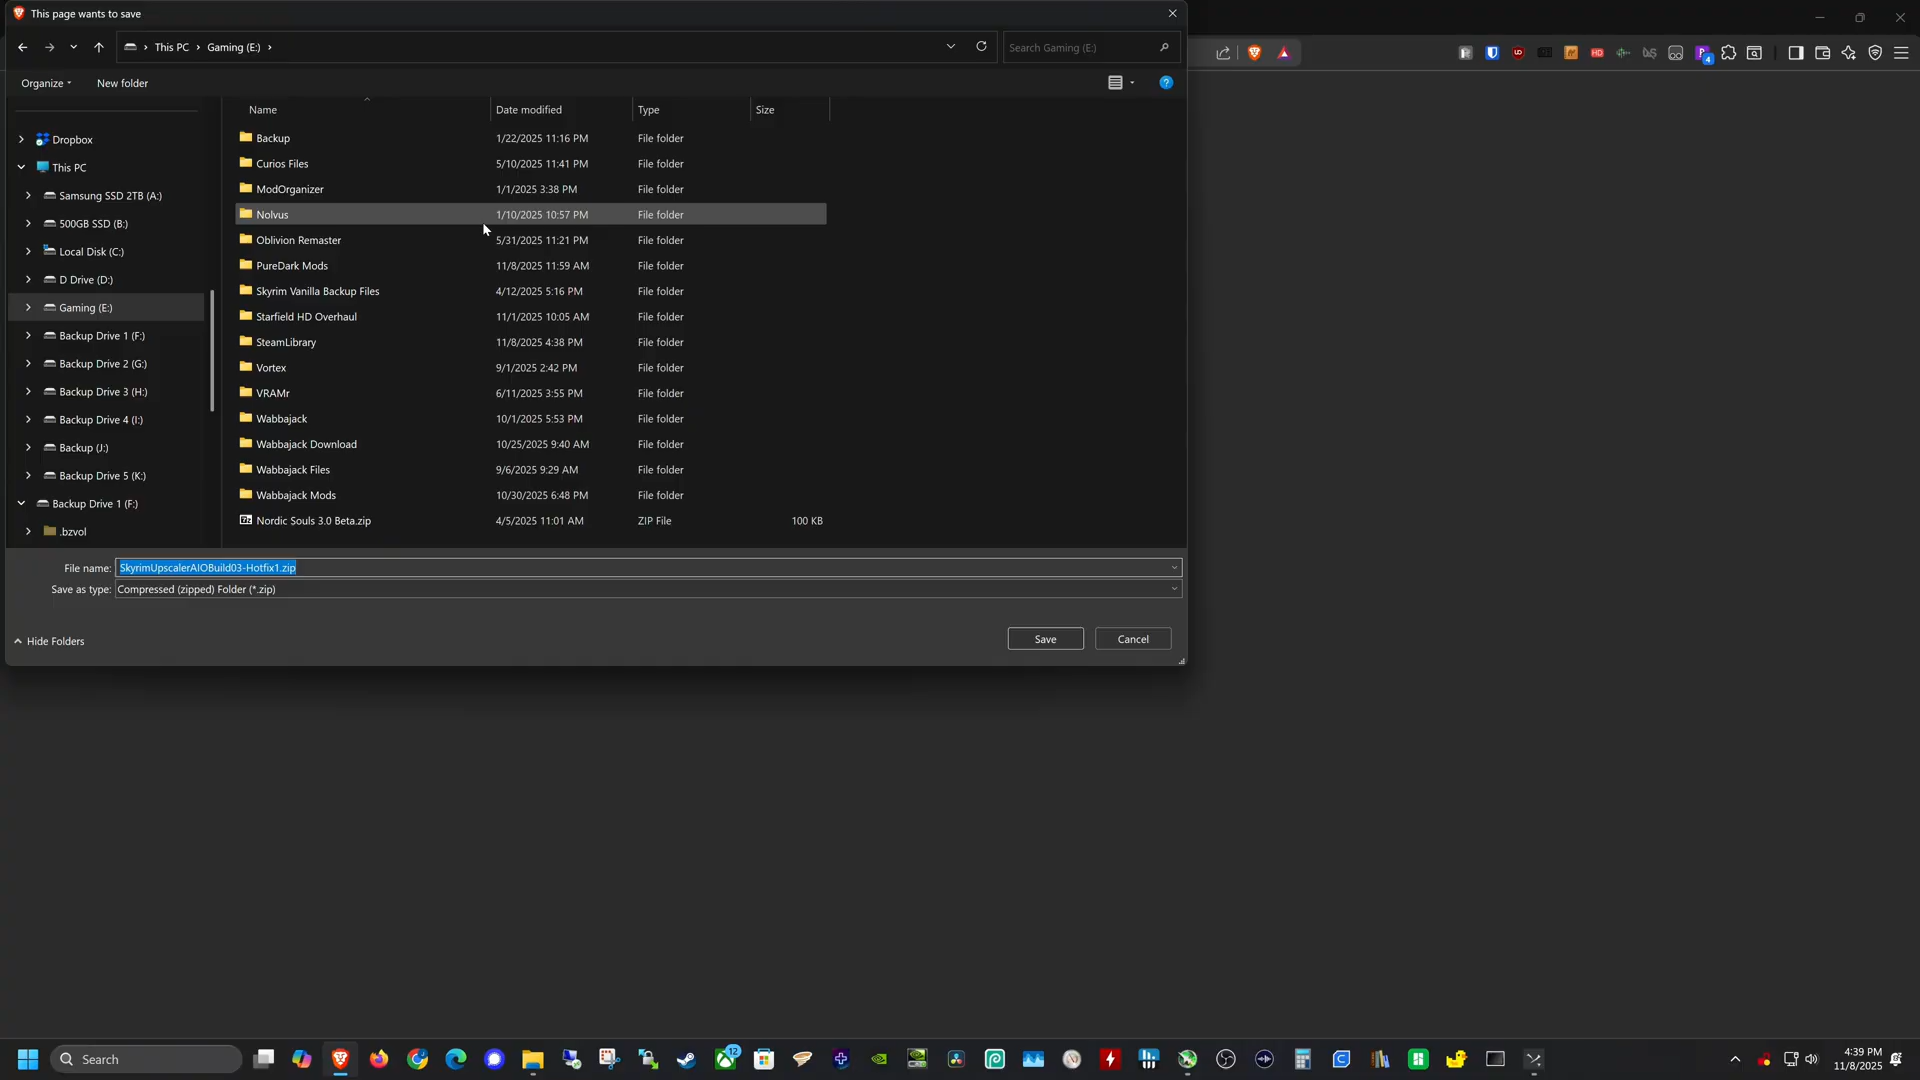 This page wants to save
This PC
Gaming (E:)
Search Gaming (E:)
Organize
New folder
Name
Date modified
Type
Size
Dropbox
This PC
Samsung SSD 2TB (A:)
500GB SSD (B:)
Local Disk (C:)
D Drive (D:)
Gaming (E:)
Backup Drive 1 (F:)
Backup Drive 2 (G:)
Backup Drive 3 (H:)
Backup Drive 4 (I:)
Backup (J:)
Backup Drive 5 (K:)
Backup Drive 1 (F:)
.bzvol
Backup 1/22/2025 11:16 PM File folder
Curios Files 5/10/2025 11:41 PM File folder
ModOrganizer 1/1/2025 3:38 PM File folder
Nolvus 1/10/2025 10:57 PM File folder
Oblivion Remaster 5/31/2025 11:21 PM File folder
PureDark Mods 11/8/2025 11:59 AM File folder
Skyrim Vanilla Backup Files 4/12/2025 5:16 PM File folder
Starfield HD Overhaul 11/1/2025 10:05 AM File folder
SteamLibrary 11/8/2025 4:38 PM File folder
Vortex 9/1/2025 2:42 PM File folder
VRAMr 6/11/2025 3:55 PM File folder
Wabbajack 10/1/2025 5:53 PM File folder
Wabbajack Download 10/25/2025 9:40 AM File folder
Wabbajack Files 9/6/2025 9:29 AM File folder
Wabbajack Mods 10/30/2025 6:48 PM File folder
Nordic Souls 3.0 Beta.zip 4/5/2025 11:01 AM ZIP File 100 KB
File name: SkyrimUpscalerAIOBuild03-Hotfix1.zip
Save as type: Compressed (zipped) Folder (*.zip)
Hide Folders
Save
Cancel
Search
12
4:39 PM
11/8/2025